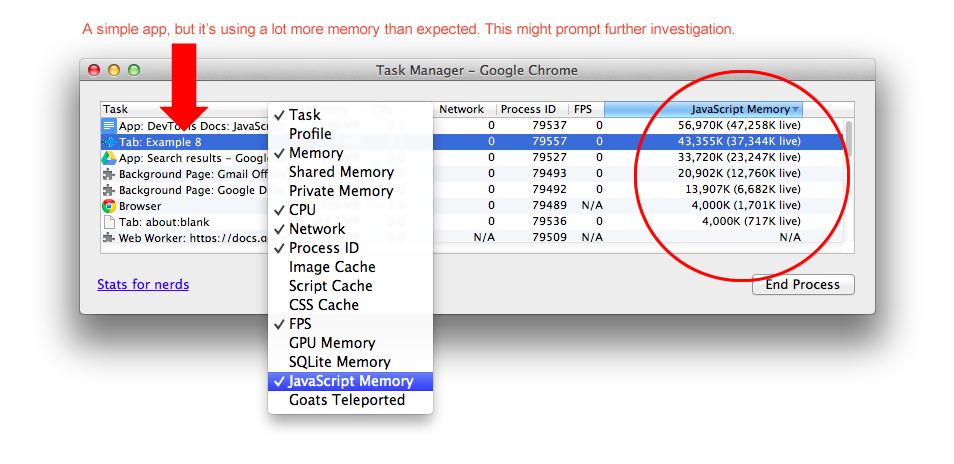 A simple app, but it's using a lot more memory than expected. This might prompt further investigation.
Task Manager – Google Chrome
Task Network Process ID FPS JavaScript Memory
App: DevTools Docs: JavaSc 0 79537 0 56,970K (47,258K live)
Tab: Example 8 0 79557 0 43,355K (37,344K live)
App: Search results – Google 0 79527 0 33,720K (23,247K live)
Background Page: Gmail Off 0 79493 0 20,902K (12,760K live)
Background Page: Google D 0 79492 0 13,907K (6,682K live)
Browser 0 79489 N/A 4,000K (1,701K live)
Tab: about:blank 0 79536 0 4,000K (717K live)
Web Worker: https://docs.g N/A 79509 N/A N/A
✓ Task
Profile
✓ Memory
Shared Memory
Private Memory
✓ CPU
✓ Network
✓ Process ID
Image Cache
Script Cache
CSS Cache
✓ FPS
GPU Memory
SQLite Memory
✓ JavaScript Memory
Goats Teleported
Stats for nerds
End Process